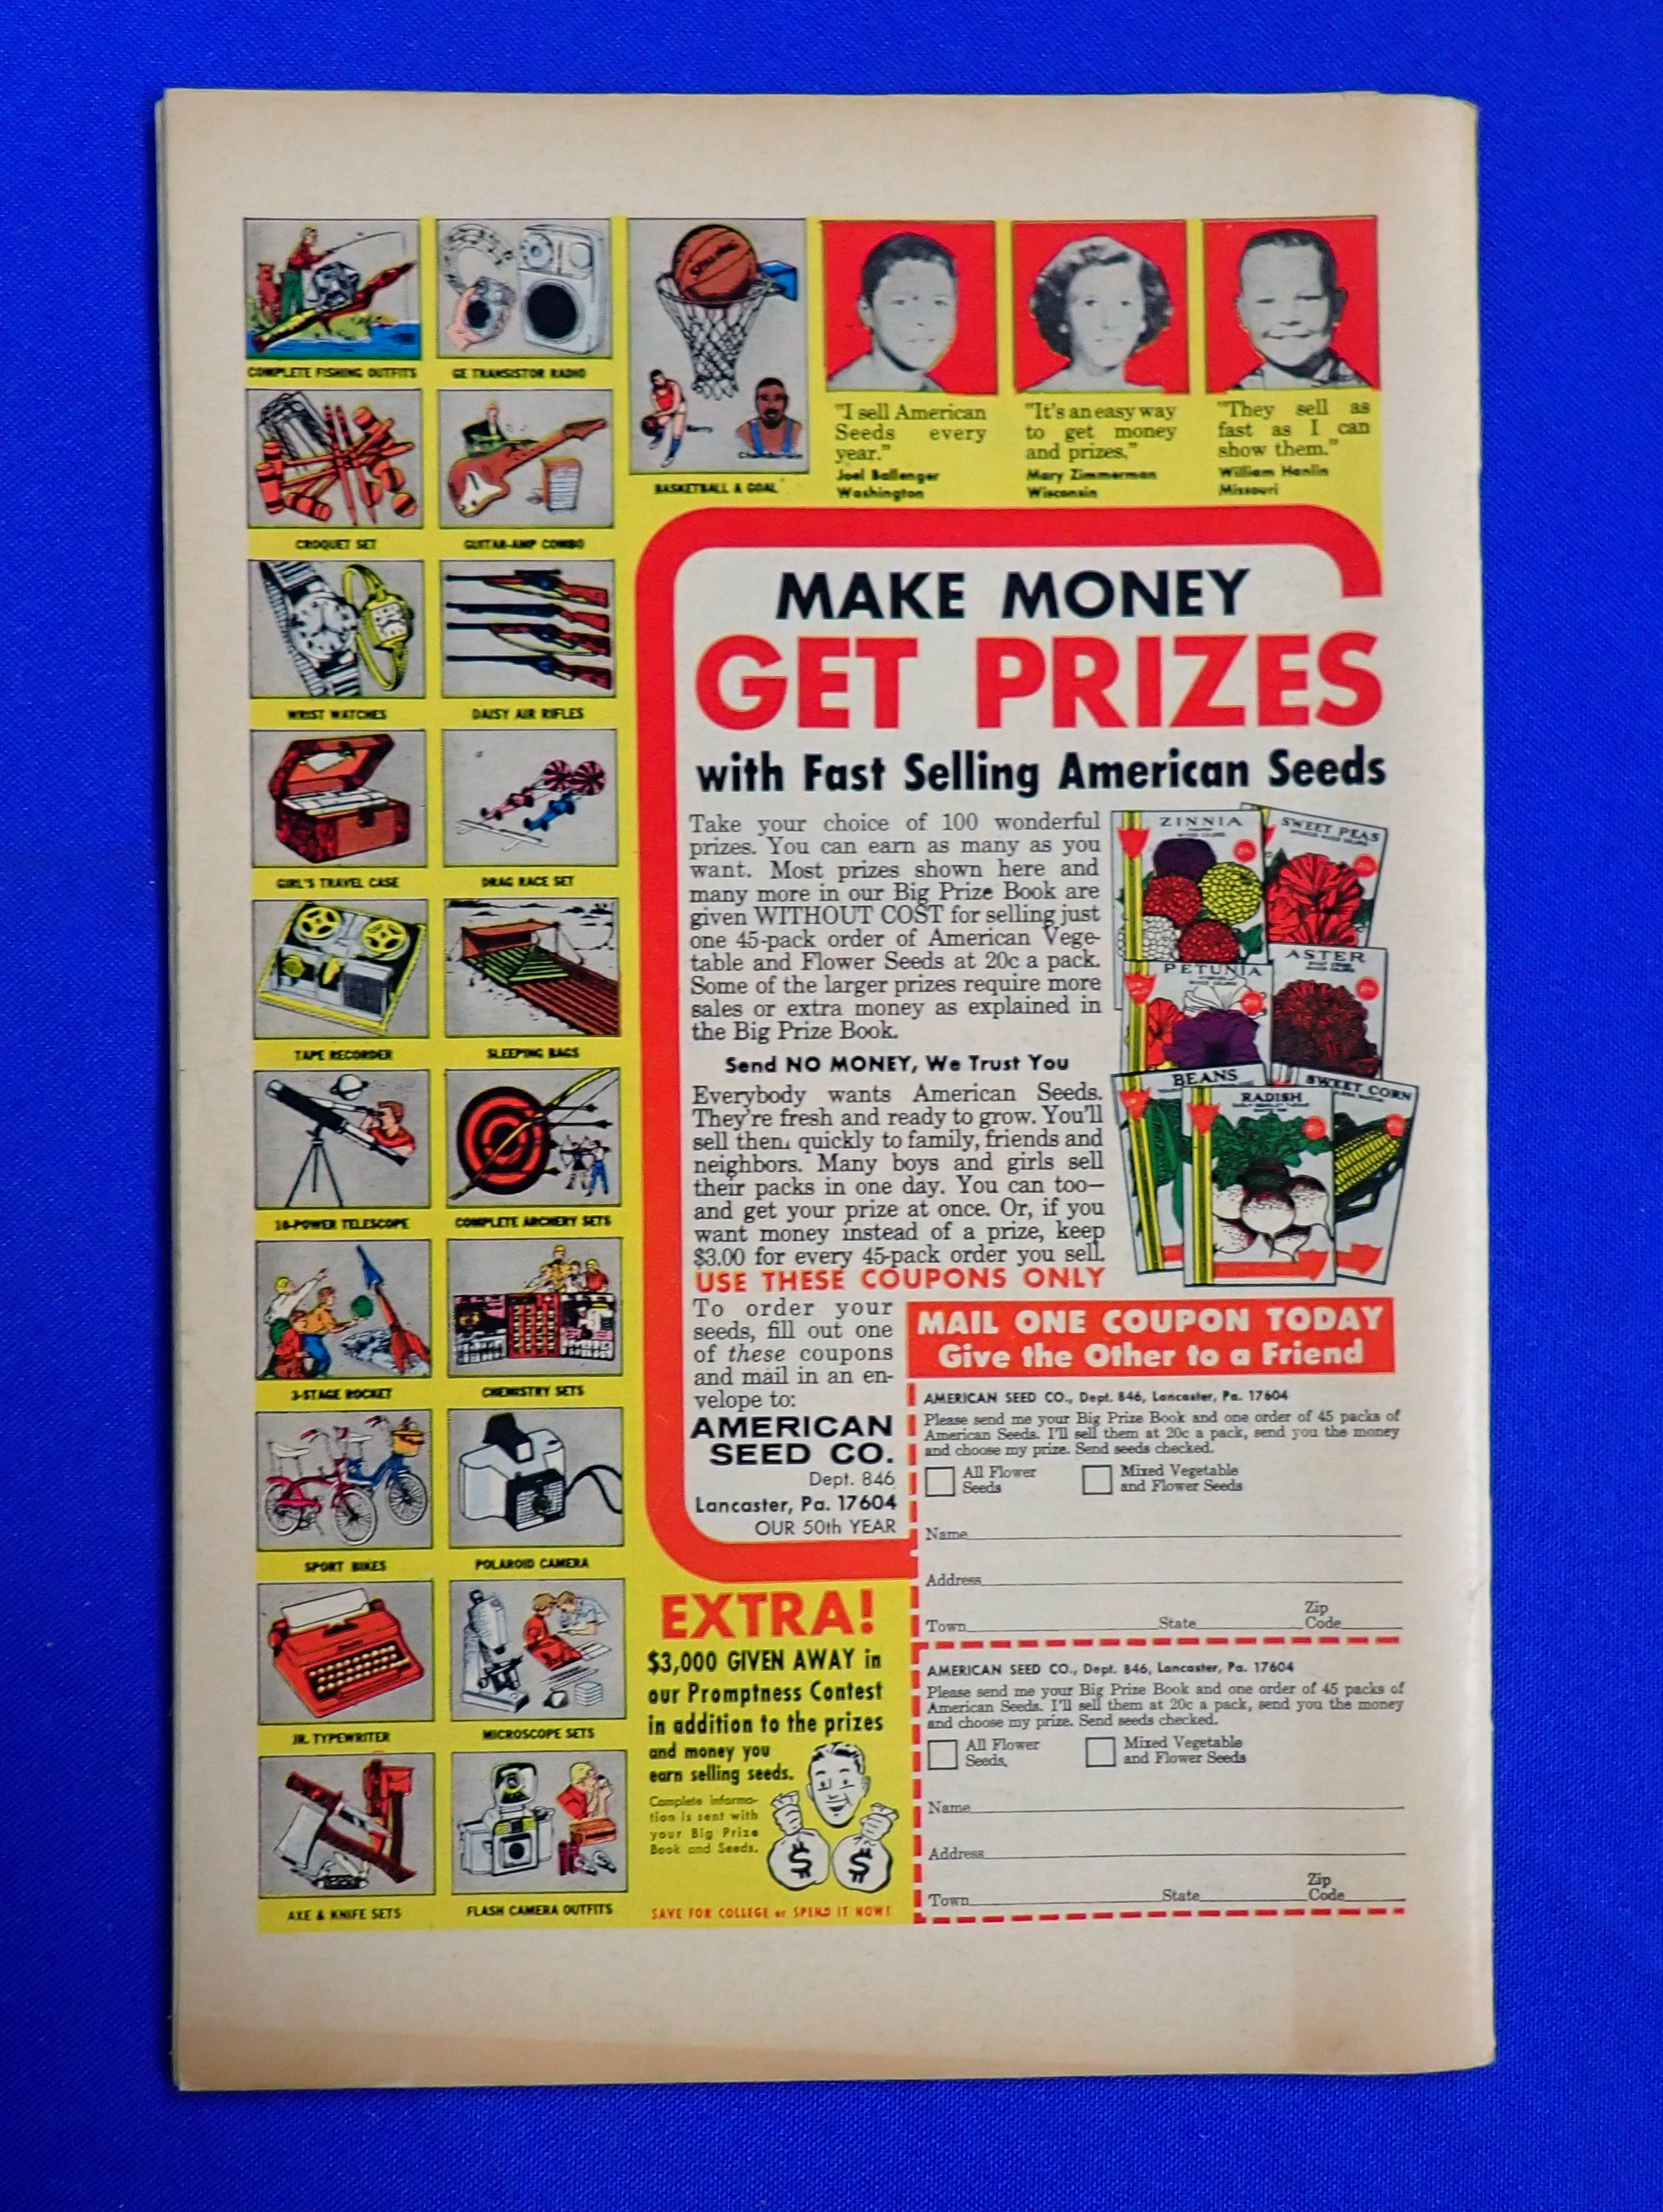 COMPLETE FISHING OUTFITS
GE TRANSISTOR RADIO
SPALDING
Chamberlain
BASKETBALL & GOAL
CROQUET SET
GUITAR-AMP COMBO
WRIST WATCHES
DAISY AIR RIFLES
GIRL'S TRAVEL CASE
DRAG RACE SET
TAPE RECORDER
SLEEPING BAGS
10-POWER TELESCOPE
COMPLETE ARCHERY SETS
3-STAGE ROCKET
CHEMISTRY SETS
SPORT BIKES
POLAROID CAMERA
JR. TYPEWRITER
MICROSCOPE SETS
AXE & KNIFE SETS
FLASH CAMERA OUTFITS
"I sell American
Seeds every
year."
Joel Ballenger
Washington
"It's an easy way
to get money
and prizes,"
Mary Zimmerman
Wisconsin
"They sell as
fast as I can
show them."
William Hanlin
Missouri
MAKE MONEY
GET PRIZES
with Fast Selling American Seeds
Take your choice of 100 wonderful
prizes. You can earn as many as you
want. Most prizes shown here and
many more in our Big Prize Book are
given WITHOUT COST for selling just
one 45-pack order of American Vege-
table and Flower Seeds at 20c a pack.
Some of the larger prizes require more
sales or extra money as explained in
the Big Prize Book.
Send NO MONEY, We Trust You
Everybody wants American Seeds.
They're fresh and ready to grow. You'll
sell them quickly to family, friends and
neighbors. Many boys and girls sell
their packs in one day. You can too—
and get your prize at once. Or, if you
want money instead of a prize, keep
$3.00 for every 45-pack order you sell.
USE THESE COUPONS ONLY
ZINNIA
SWEET PEAS
PETUNIA
ASTER
BEANS
RADISH
SWEET CORN
To order your
seeds, fill out one
of these coupons
and mail in an en-
velope to:
AMERICAN
SEED CO.
Dept. 846
Lancaster, Pa. 17604
OUR 50th YEAR
MAIL ONE COUPON TODAY
Give the Other to a Friend
AMERICAN SEED CO., Dept. 846, Lancaster, Pa. 17604
Please send me your Big Prize Book and one order of 45 packs of
American Seeds. I'll sell them at 20c a pack, send you the money
and choose my prize. Send seeds checked.
All Flower
Seeds
Mixed Vegetable
and Flower Seeds
Name
Address
Town State Zip Code
AMERICAN SEED CO., Dept. 846, Lancaster, Pa. 17604
Please send me your Big Prize Book and one order of 45 packs of
American Seeds. I'll sell them at 20c a pack, send you the money
and choose my prize. Send seeds checked.
All Flower
Seeds,
Mixed Vegetable
and Flower Seeds
Name
Address
Town State Zip Code
EXTRA!
$3,000 GIVEN AWAY in
our Promptness Contest
in addition to the prizes
and money you
earn selling seeds.
Complete informa-
tion is sent with
your Big Prize
Book and Seeds.
$ $
SAVE FOR COLLEGE or SPEND IT NOW!